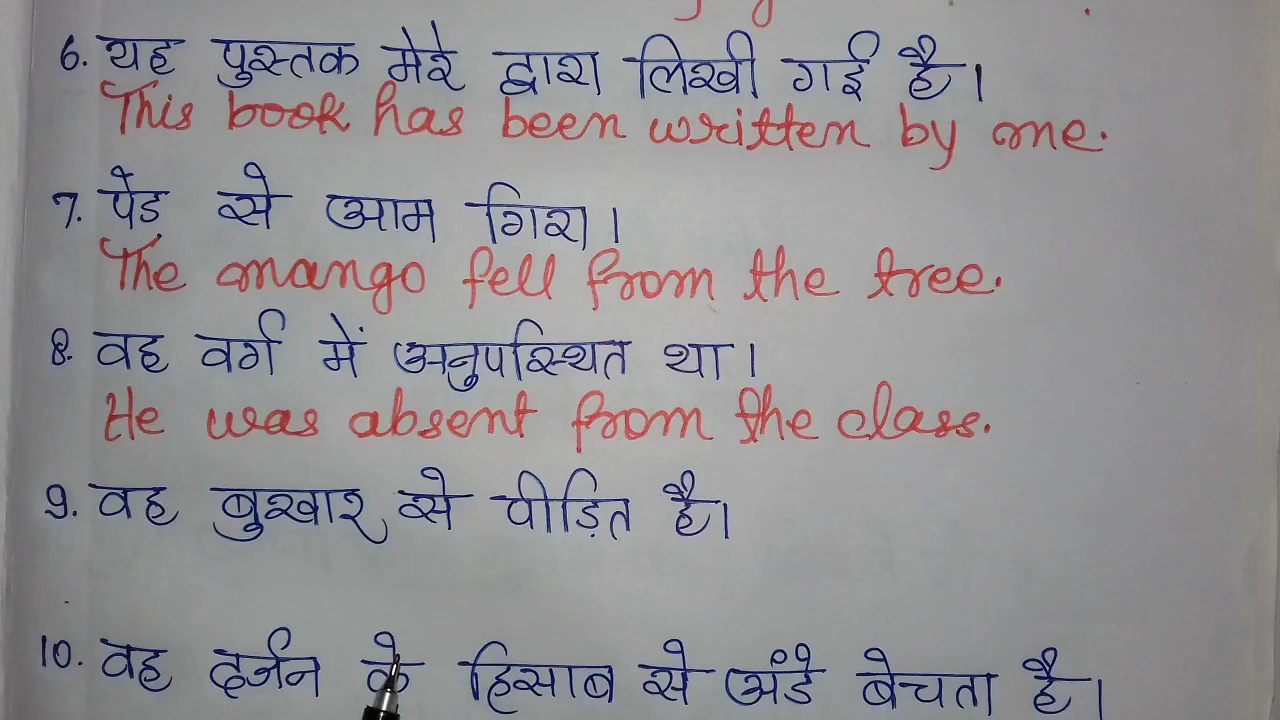 6. यह पुस्तक मेरे द्वारा लिखी गई है।
This book has been written by me.
7. पेड़ से आम गिरा।
The mango fell from the tree.
8. वह वर्ग में अनुपस्थित था।
He was absent from the class.
9. वह बुखार से पीड़ित है।
10. वह दर्जन के हिसाब से अंडे बेचता है।